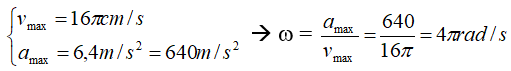 { v_max = 16πcm/s
a_max = 6,4m/s² = 640m/s² → ω = a_max / v_max = 640 / 16π = 4πrad/s